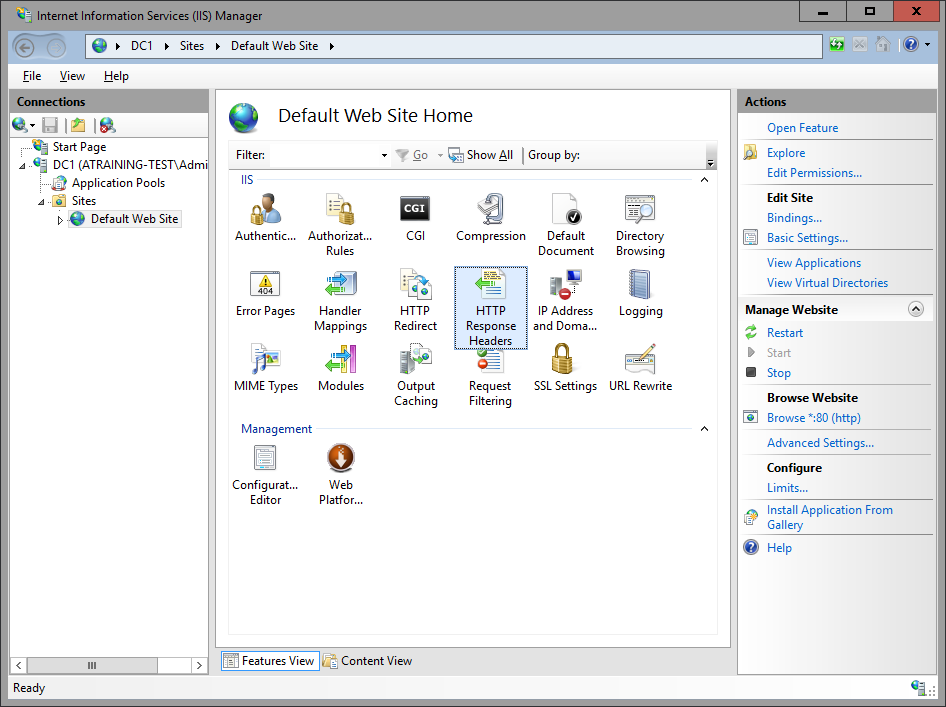 Internet Information Services (IIS) Manager
DC1 Sites Default Web Site
File View Help
Connections
Start Page
DC1 (ATRAINING-TEST\Admi
Application Pools
Sites
Default Web Site
Default Web Site Home
Filter: Go Show All Group by:
IIS
Authentic... Authorizat... CGI Compression Default Directory
Rules Document Browsing
CGI
404
Error Pages Handler HTTP HTTP IP Address Logging
Mappings Redirect Response and Doma...
Headers
MIME Types Modules Output Request SSL Settings URL Rewrite
Caching Filtering
Management
Configurat... Web
Editor Platfor...
Features View Content View
Actions
Open Feature
Explore
Edit Permissions...
Edit Site
Bindings...
Basic Settings...
View Applications
View Virtual Directories
Manage Website
Restart
Start
Stop
Browse Website
Browse *:80 (http)
Advanced Settings...
Configure
Limits...
Install Application From
Gallery
Help
Ready